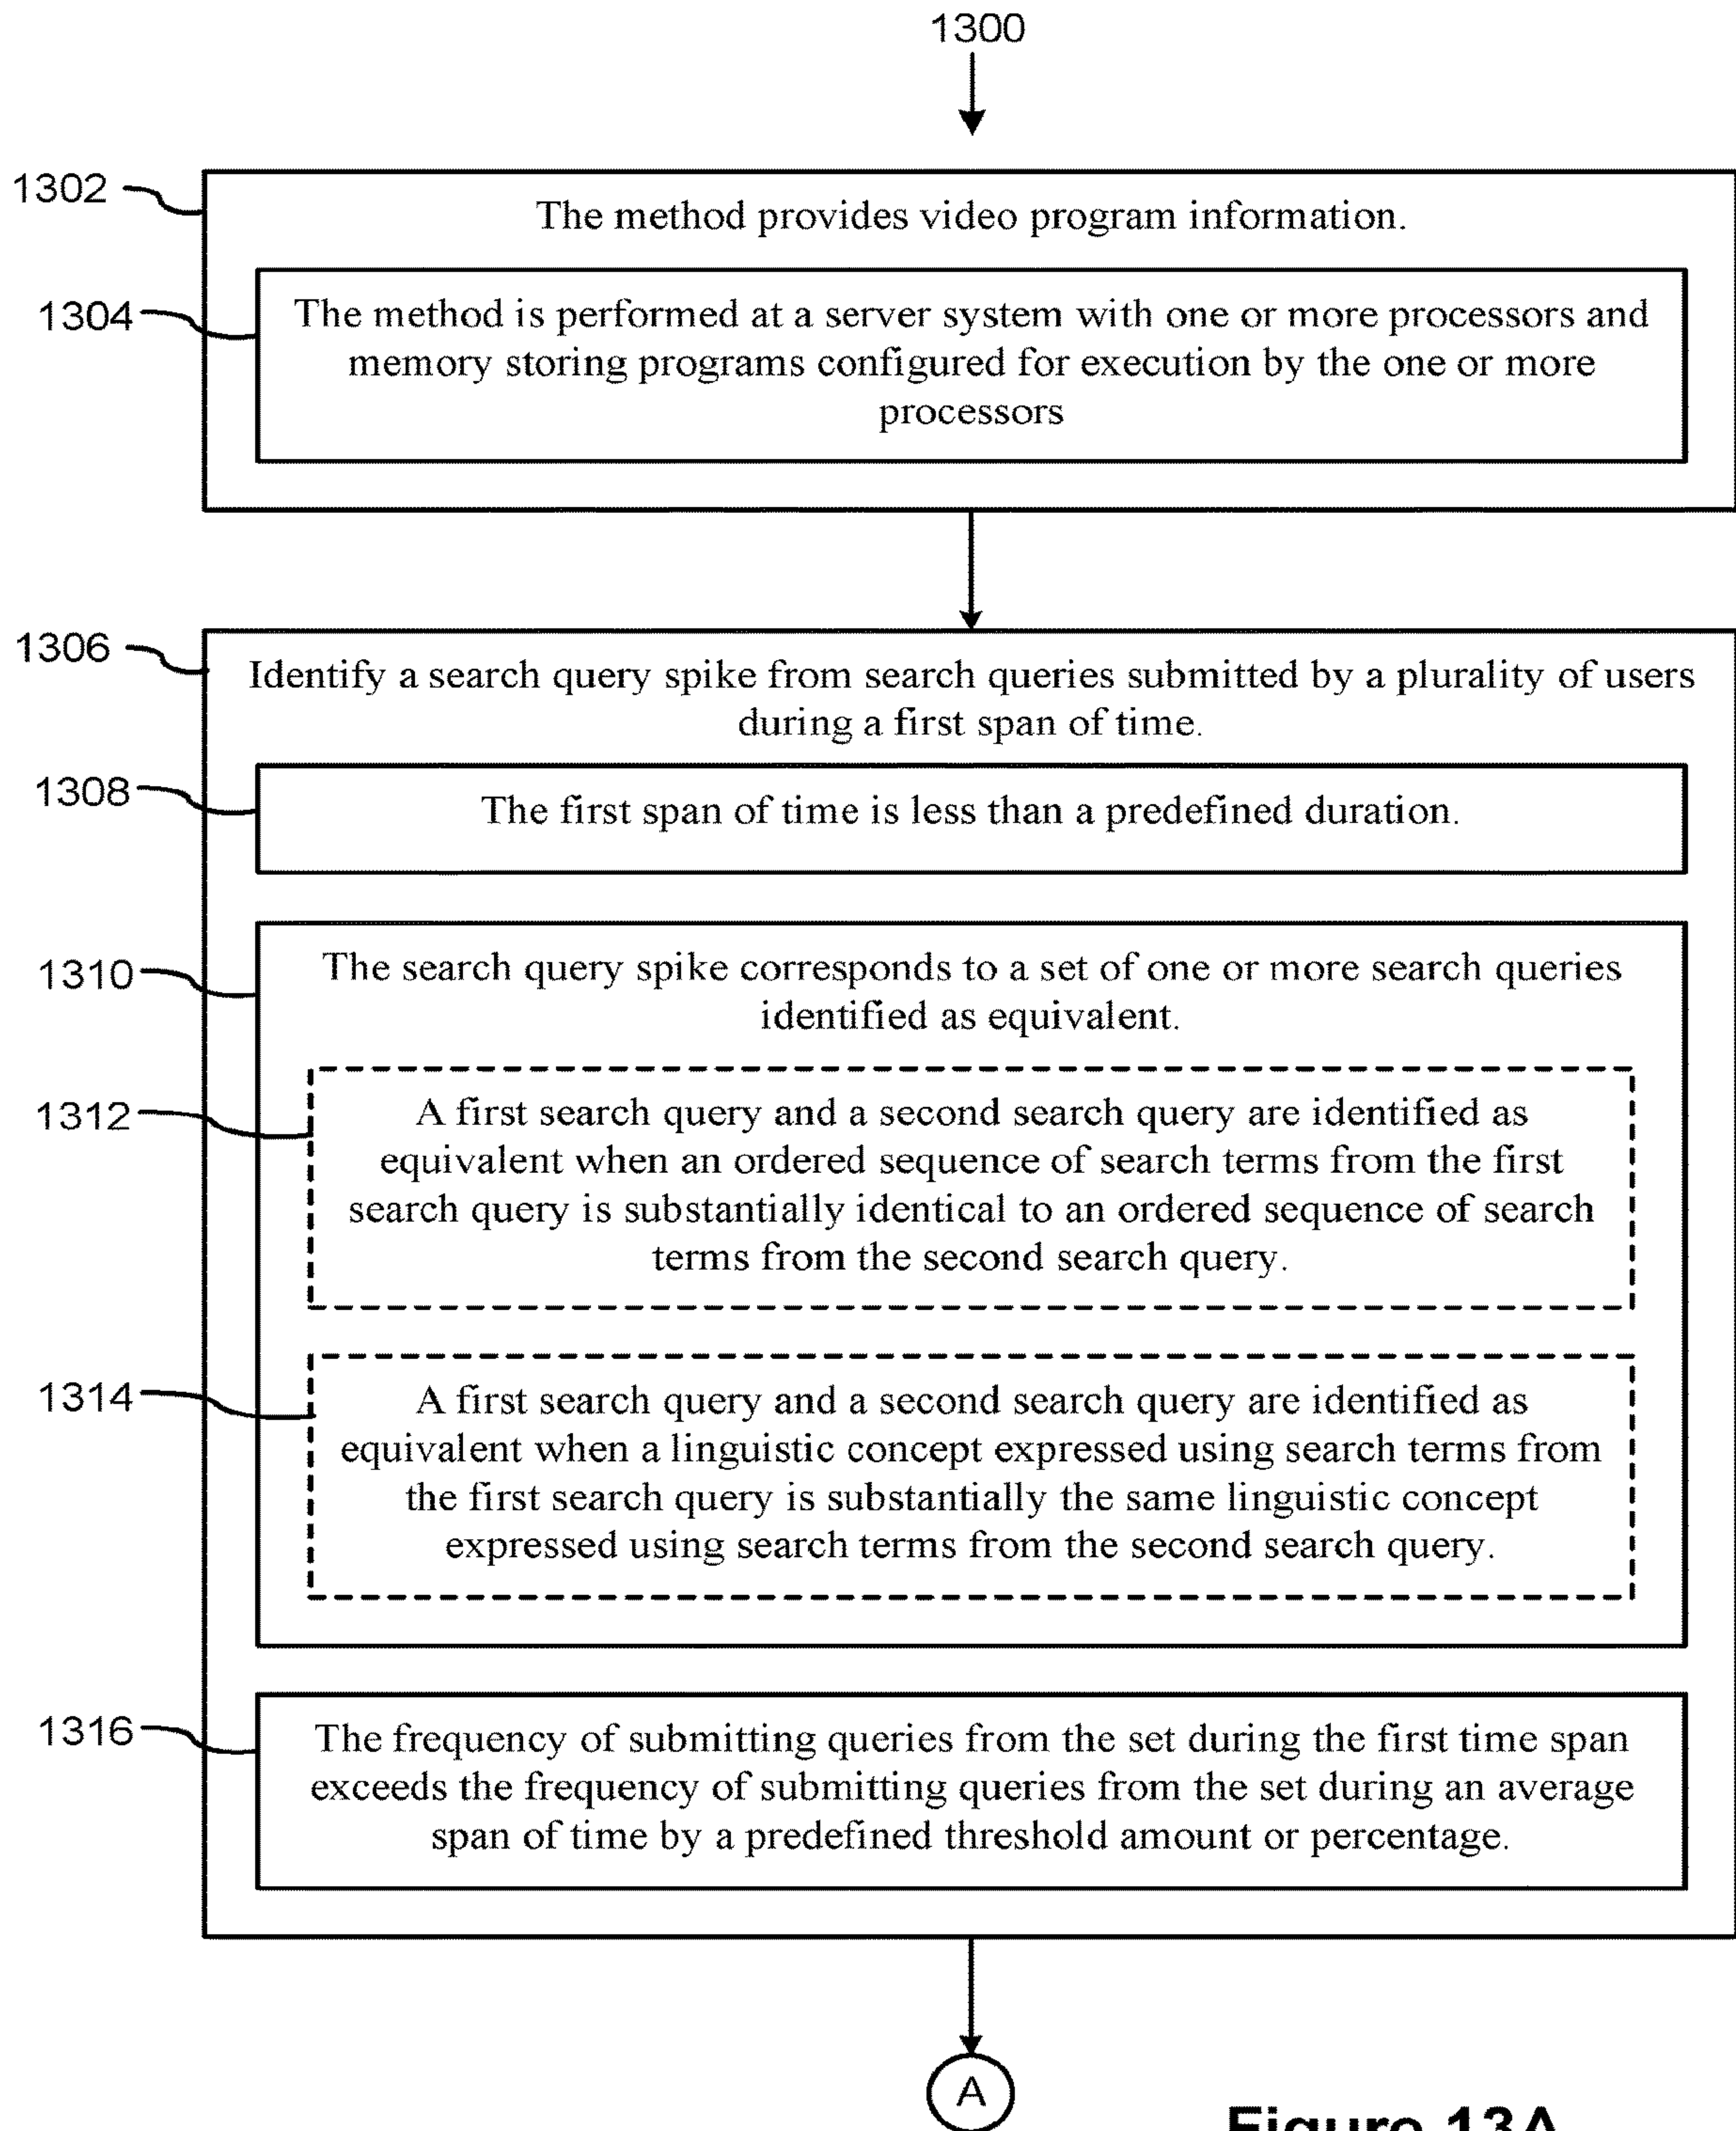 1300
1302
The method provides video program information.
1304
The method is performed at a server system with one or more processors and
memory storing programs configured for execution by the one or more
processors
1306
Identify a search query spike from search queries submitted by a plurality of users
during a first span of time.
1308
The first span of time is less than a predefined duration.
1310
The search query spike corresponds to a set of one or more search queries
identified as equivalent.
1312
A first search query and a second search query are identified as
equivalent when an ordered sequence of search terms from the first
search query is substantially identical to an ordered sequence of search
terms from the second search query.
1314
A first search query and a second search query are identified as
equivalent when a linguistic concept expressed using search terms from
the first search query is substantially the same linguistic concept
expressed using search terms from the second search query.
1316
The frequency of submitting queries from the set during the first time span
exceeds the frequency of submitting queries from the set during an average
span of time by a predefined threshold amount or percentage.
A
Figure 13A